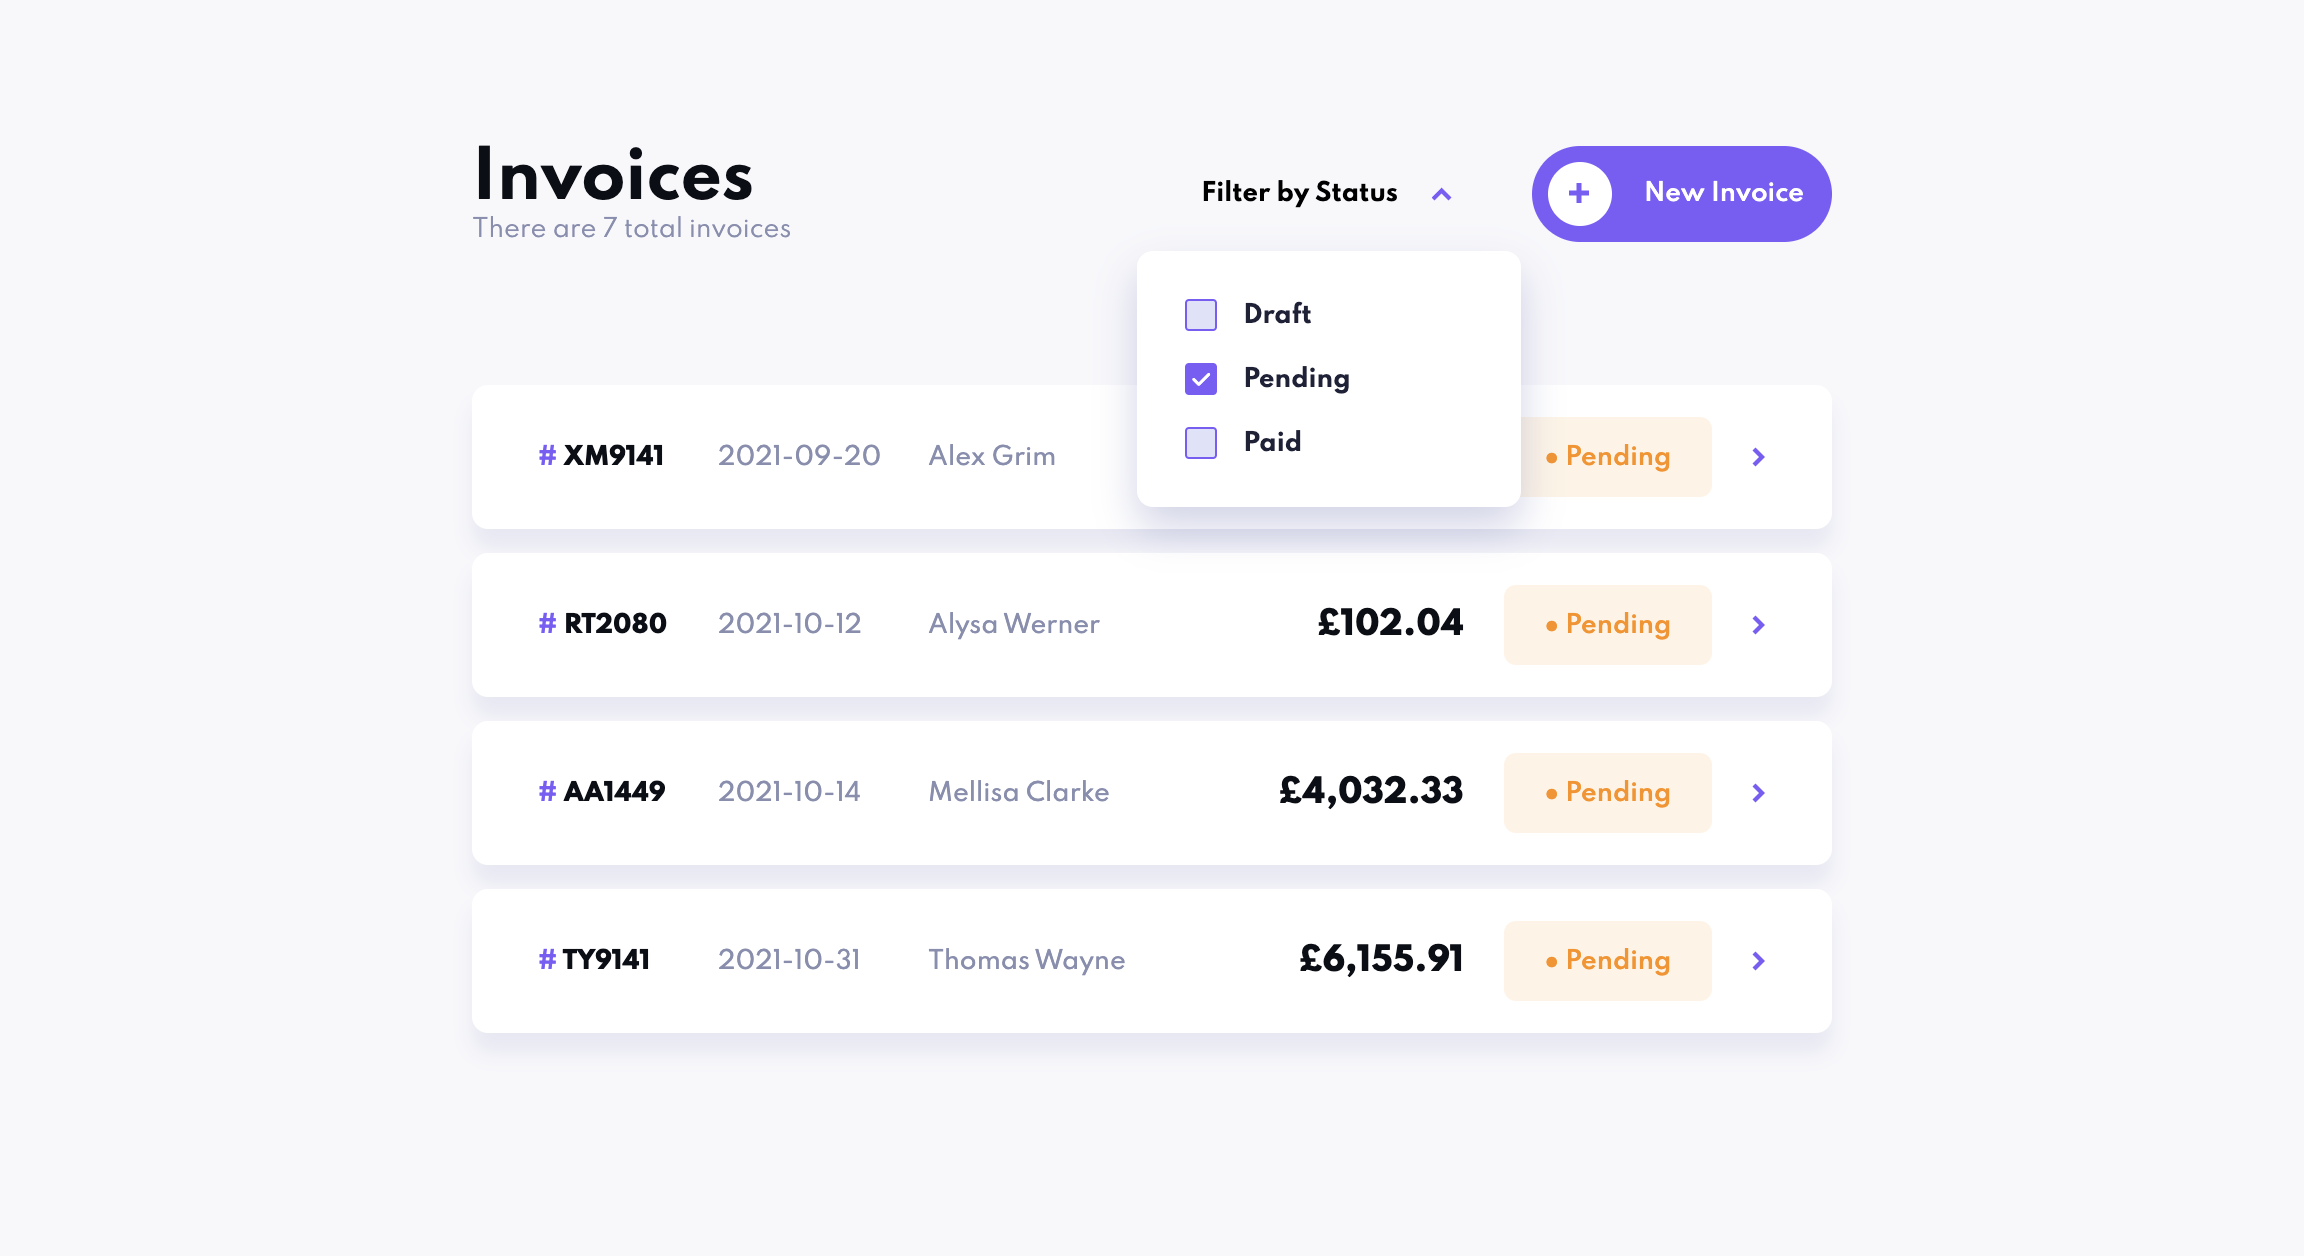 Invoices
There are 7 total invoices
Filter by Status
New Invoice
Draft
Pending
Paid
# XM9141 2021-09-20 Alex Grim Pending
# RT2080 2021-10-12 Alysa Werner £102.04 Pending
# AA1449 2021-10-14 Mellisa Clarke £4,032.33 Pending
# TY9141 2021-10-31 Thomas Wayne £6,155.91 Pending